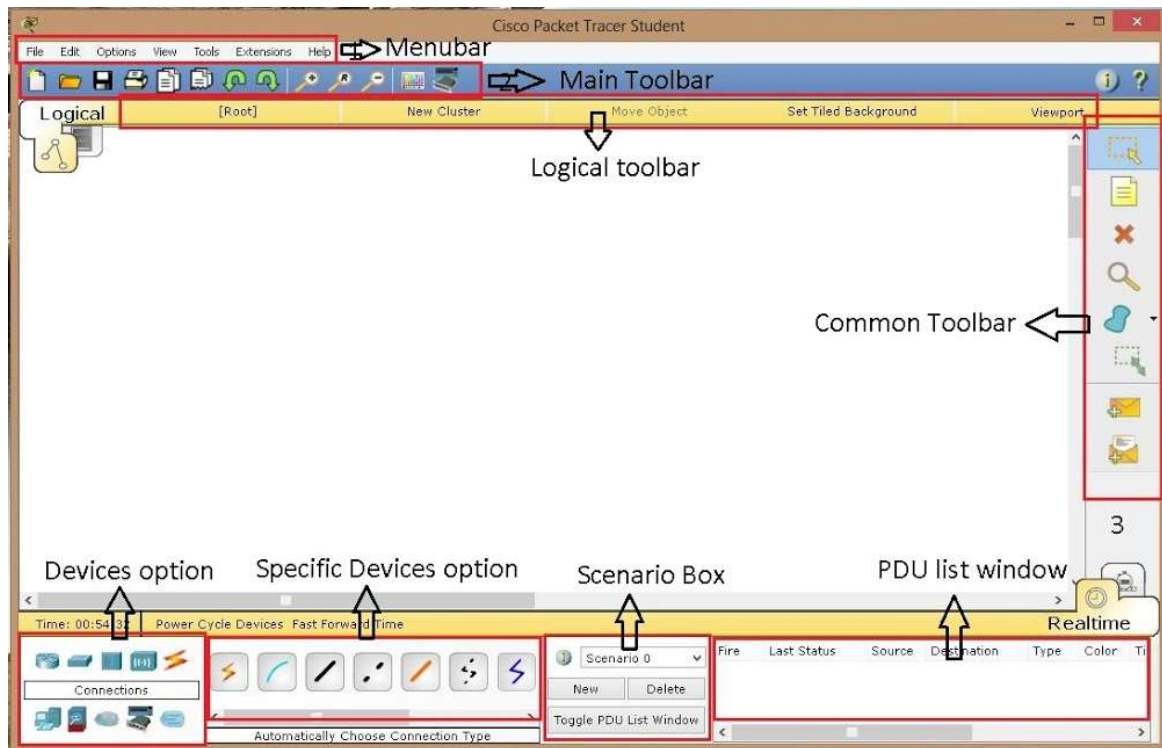 Cisco Packet Tracer Student
File Edit Options View Tools Extensions Help Menubar
Main Toolbar
Logical [Root] New Cluster Move Object Set Tiled Background Viewport
Logical toolbar
Common Toolbar
3
Devices option Specific Devices option Scenario Box PDU list window
Time: 00:54:32 Power Cycle Devices Fast Forward Time Realtime
Fire Last Status Source Destination Type Color Ti
Scenario 0
Connections
New Delete
Toggle PDU List Window
Automatically Choose Connection Type